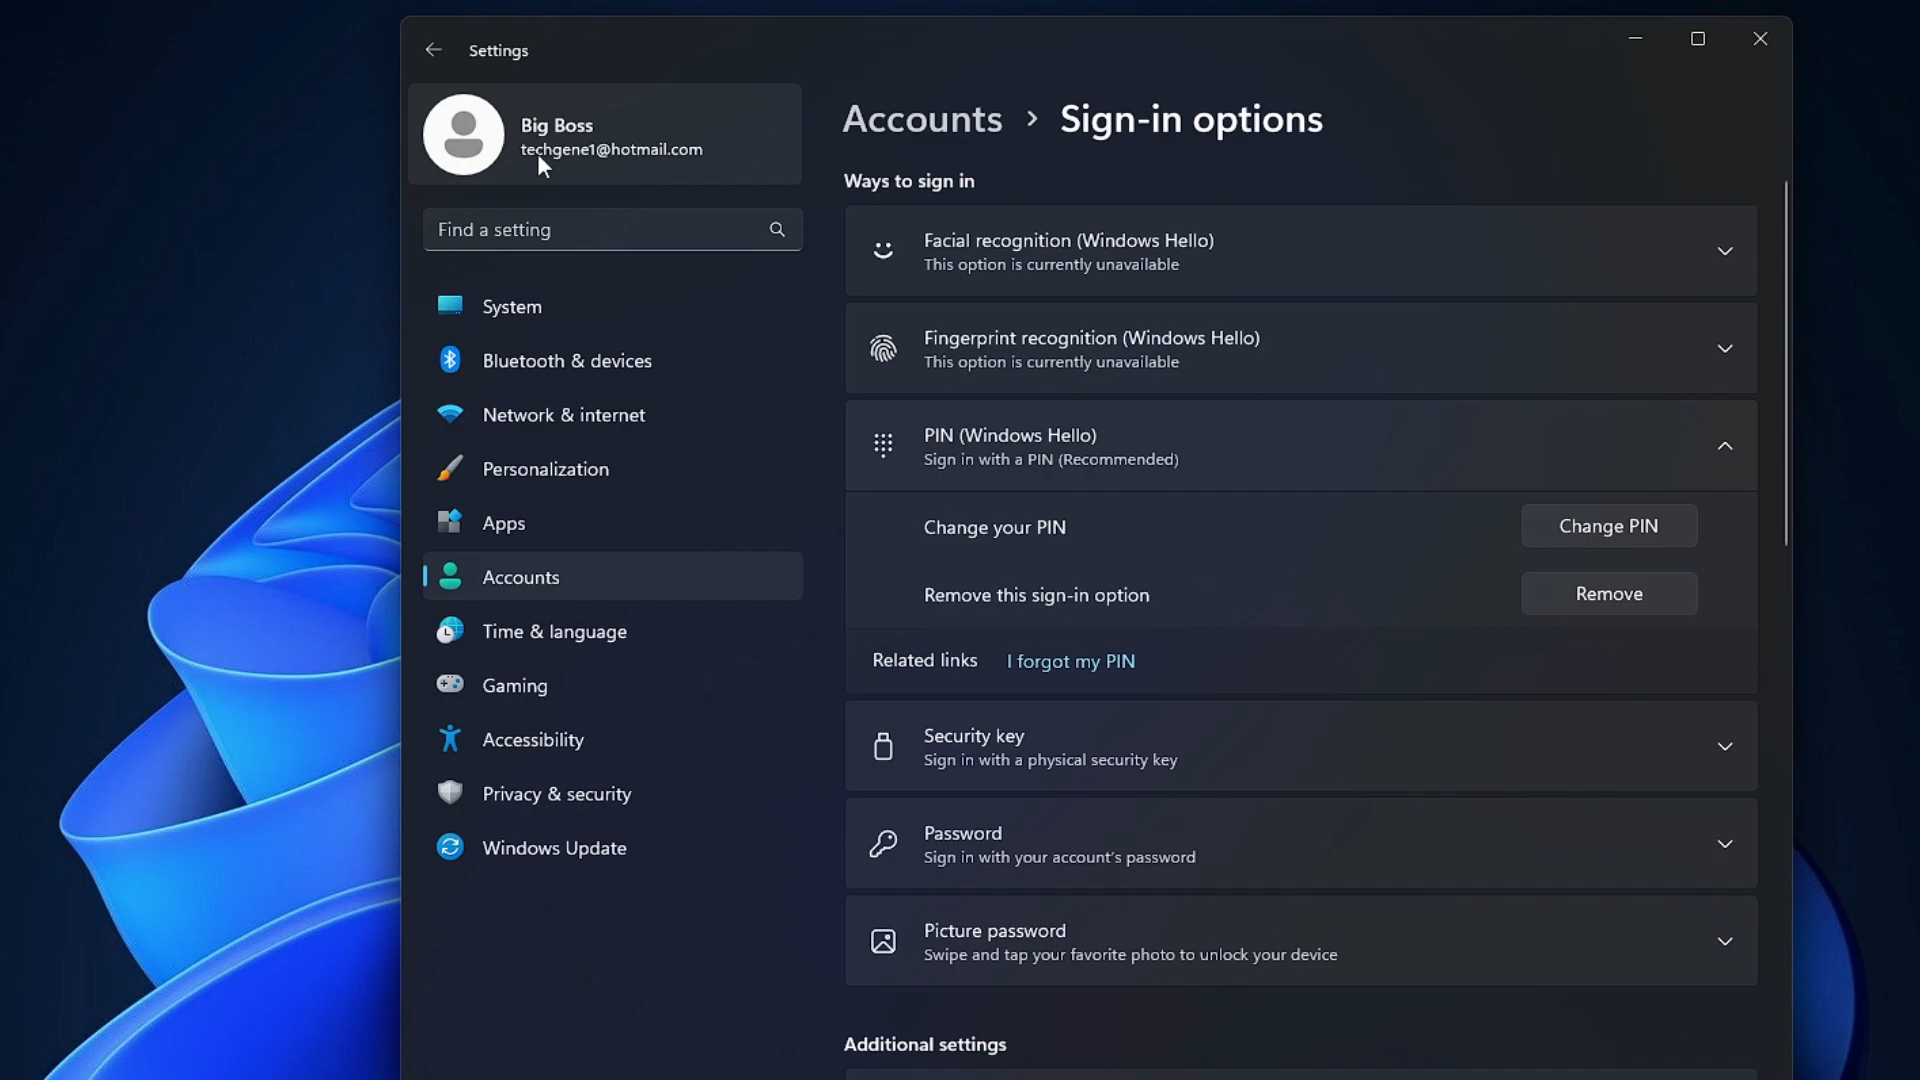 Settings
Big Boss
techgene1@hotmail.com
Find a setting
System
Bluetooth & devices
Network & internet
Personalization
Apps
Accounts
Time & language
Gaming
Accessibility
Privacy & security
Windows Update
Accounts > Sign-in options
Ways to sign in
Facial recognition (Windows Hello)
This option is currently unavailable
Fingerprint recognition (Windows Hello)
This option is currently unavailable
PIN (Windows Hello)
Sign in with a PIN (Recommended)
Change your PIN
Change PIN
Remove this sign-in option
Remove
Related links I forgot my PIN
Security key
Sign in with a physical security key
Password
Sign in with your account's password
Picture password
Swipe and tap your favorite photo to unlock your device
Additional settings